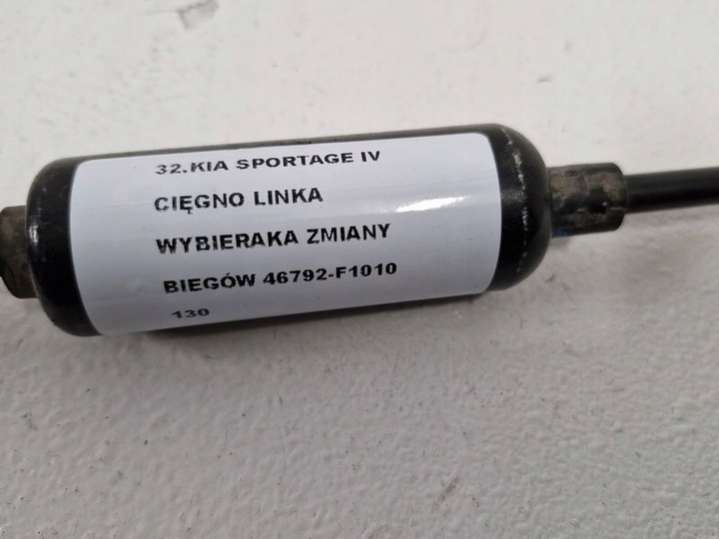 32.KIA SPORTAGE IV
CIĘGNO LINKA
WYBIERAKA ZMIANY
BIEGÓW 46792-F1010
130